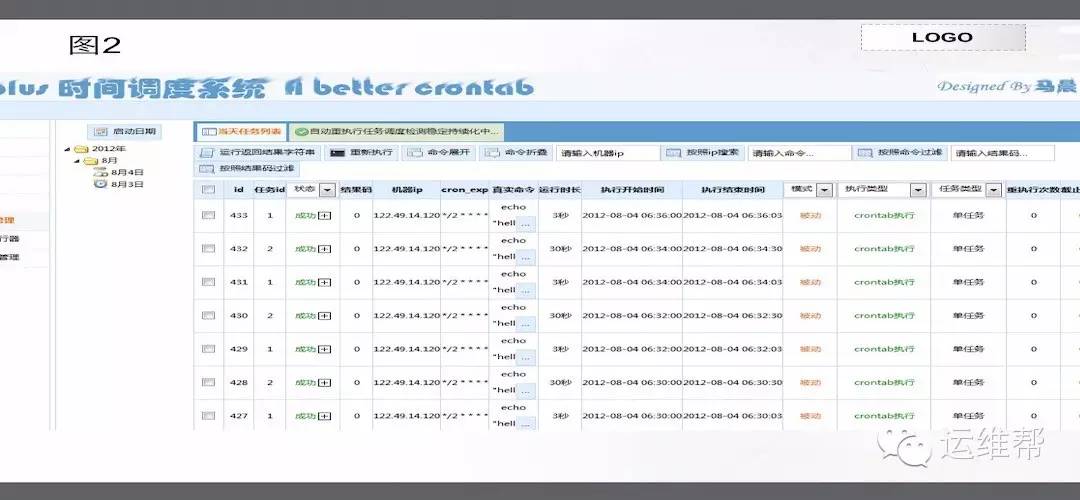 图2
LOGO
plus 时间调度系统 A better crontab
Designed By 马晨
启动日期
2012年
8月
8月4日
8月3日
管理
行器
管理
当天任务列表 自动重执行任务调度检测稳定持续化中...
运行返回结果字符串 重新执行 命令展开 命令折叠 请输入机器ip 按照ip搜索 请输入命令... 按照命令过滤 请输入结果码...
按照结果码过滤
id 任务id 状态 结果码 机器ip cron_exp 真实命令 运行时长 执行开始时间 执行结束时间 模式 执行类型 任务类型 重执行次数 截止
433 1 成功 0 122.49.14.120 */2 * * * * echo "hell ... 3秒 2012-08-04 06:36:00 2012-08-04 06:36:03 被动 crontab执行 单任务 0
432 2 成功 0 122.49.14.120 */2 * * * * echo "hell ... 30秒 2012-08-04 06:34:00 2012-08-04 06:34:30 被动 crontab执行 单任务 0
431 1 成功 0 122.49.14.120 */2 * * * * echo "hell ... 3秒 2012-08-04 06:34:00 2012-08-04 06:34:03 被动 crontab执行 单任务 0
430 2 成功 0 122.49.14.120 */2 * * * * echo "hell ... 30秒 2012-08-04 06:32:00 2012-08-04 06:32:30 被动 crontab执行 单任务 0
429 1 成功 0 122.49.14.120 */2 * * * * echo "hell ... 3秒 2012-08-04 06:32:00 2012-08-04 06:32:03 被动 crontab执行 单任务 0
428 2 成功 0 122.49.14.120 */2 * * * * echo "hell ... 30秒 2012-08-04 06:30:00 2012-08-04 06:30:30 被动 crontab执行 单任务 0
427 1 成功 0 122.49.14.120 */2 * * * * echo "hell ... 3秒 2012-08-04 06:30:00 2012-08-04 06:30:03 被动 crontab执行 单任务 0
运维帮